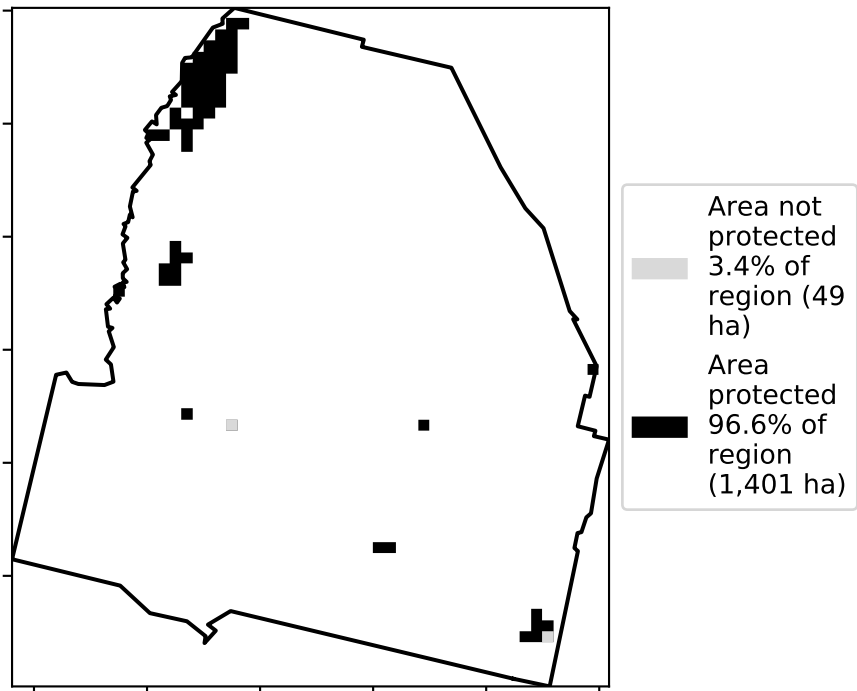 Area not
protected
3.4% of
region (49
ha)
Area
protected
96.6% of
region
(1,401 ha)